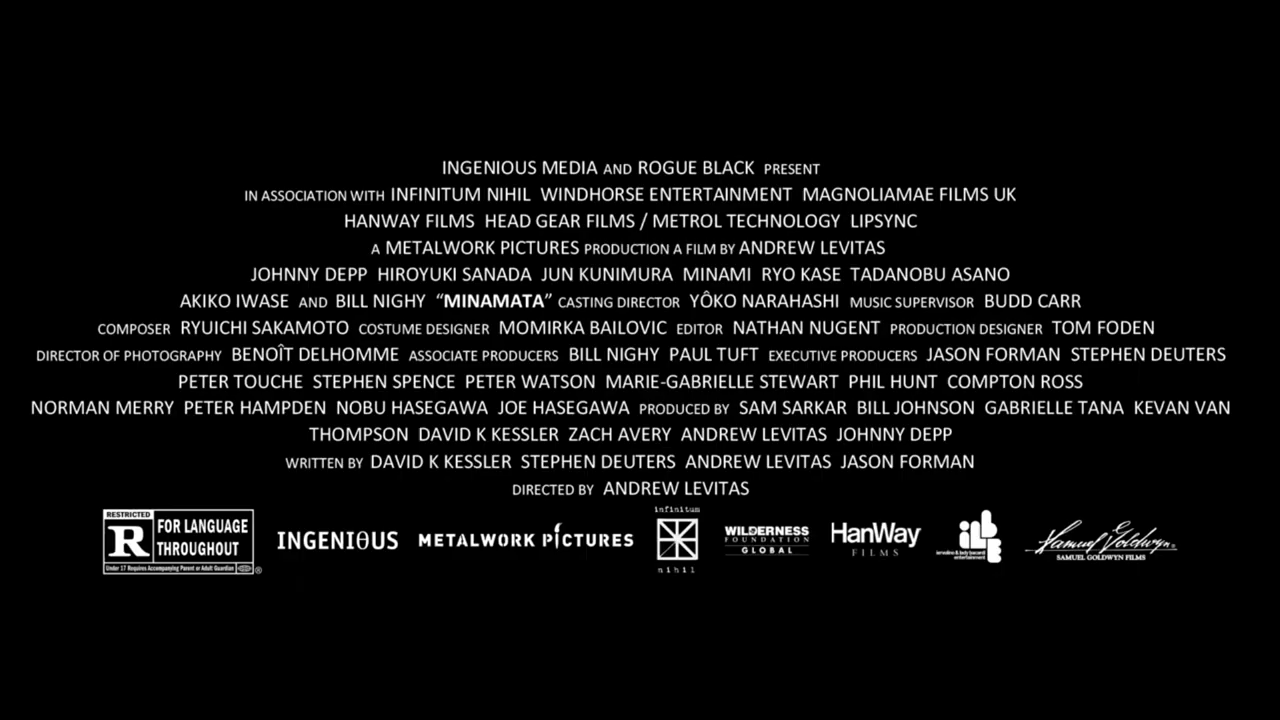 INGENIOUS MEDIA AND ROGUE BLACK PRESENT
IN ASSOCIATION WITH INFINITUM NIHIL WINDHORSE ENTERTAINMENT MAGNOLIAMAE FILMS UK
HANWAY FILMS HEAD GEAR FILMS / METROL TECHNOLOGY LIPSYNC
A METALWORK PICTURES PRODUCTION A FILM BY ANDREW LEVITAS
JOHNNY DEPP HIROYUKI SANADA JUN KUNIMURA MINAMI RYO KASE TADANOBU ASANO
AKIKO IWASE AND BILL NIGHY “MINAMATA” CASTING DIRECTOR YÔKO NARAHASHI MUSIC SUPERVISOR BUDD CARR
COMPOSER RYUICHI SAKAMOTO COSTUME DESIGNER MOMIRKA BAILOVIC EDITOR NATHAN NUGENT PRODUCTION DESIGNER TOM FODEN
DIRECTOR OF PHOTOGRAPHY BENOÎT DELHOMME ASSOCIATE PRODUCERS BILL NIGHY PAUL TUFT EXECUTIVE PRODUCERS JASON FORMAN STEPHEN DEUTERS
PETER TOUCHE STEPHEN SPENCE PETER WATSON MARIE-GABRIELLE STEWART PHIL HUNT COMPTON ROSS
NORMAN MERRY PETER HAMPDEN NOBU HASEGAWA JOE HASEGAWA PRODUCED BY SAM SARKAR BILL JOHNSON GABRIELLE TANA KEVAN VAN
THOMPSON DAVID K KESSLER ZACH AVERY ANDREW LEVITAS JOHNNY DEPP
WRITTEN BY DAVID K KESSLER STEPHEN DEUTERS ANDREW LEVITAS JASON FORMAN
DIRECTED BY ANDREW LEVITAS
RESTRICTED
R
FOR LANGUAGE
THROUGHOUT
Under 17 Requires Accompanying Parent or Adult Guardian ®
INGENIOUS
METALWORK PICTURES
infinitum
nihil
WILDERNESS
FOUNDATION
GLOBAL
HanWay
FILMS
entertainment
Samuel Goldwyn
SAMUEL GOLDWYN FILMS